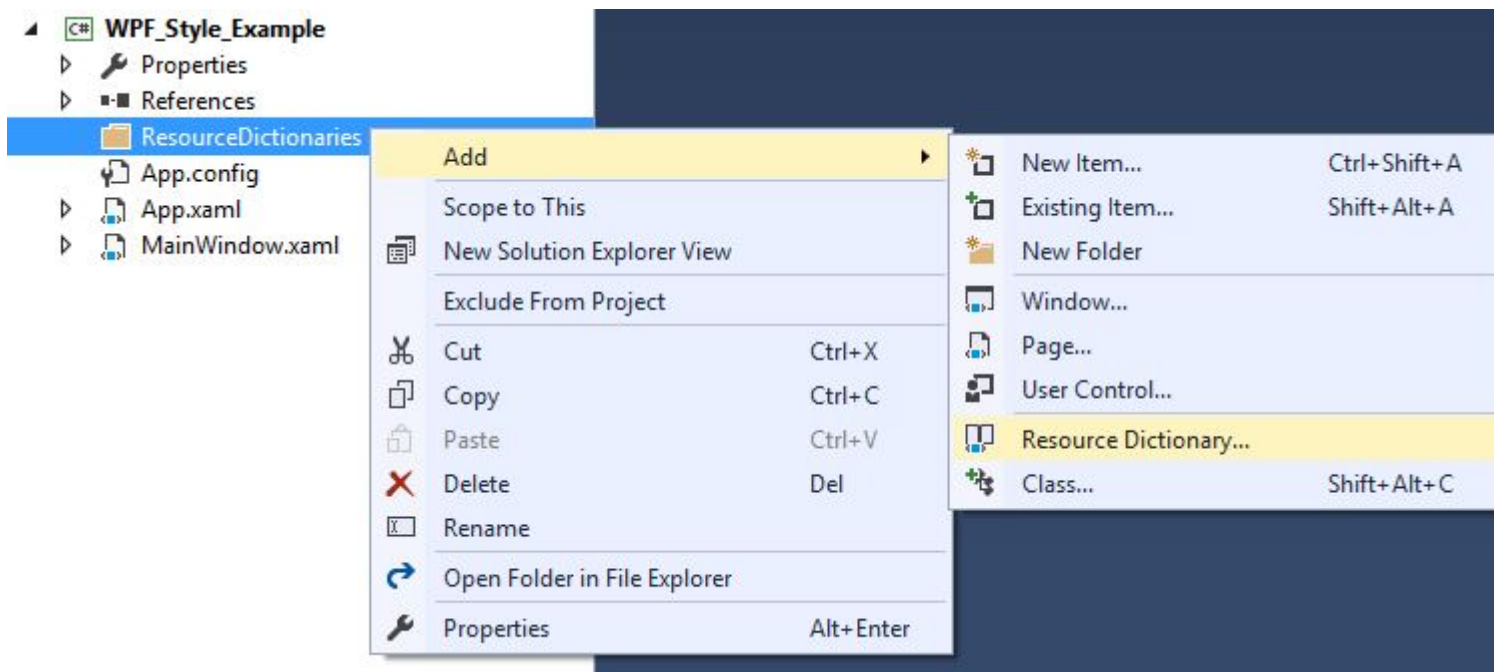 C# WPF_Style_Example
Properties
References
ResourceDictionaries
App.config
App.xaml
MainWindow.xaml
Add
Scope to This
New Solution Explorer View
Exclude From Project
Cut Ctrl+X
Copy Ctrl+C
Paste Ctrl+V
Delete Del
Rename
Open Folder in File Explorer
Properties Alt+Enter
New Item... Ctrl+Shift+A
Existing Item... Shift+Alt+A
New Folder
Window...
Page...
User Control...
Resource Dictionary...
Class... Shift+Alt+C